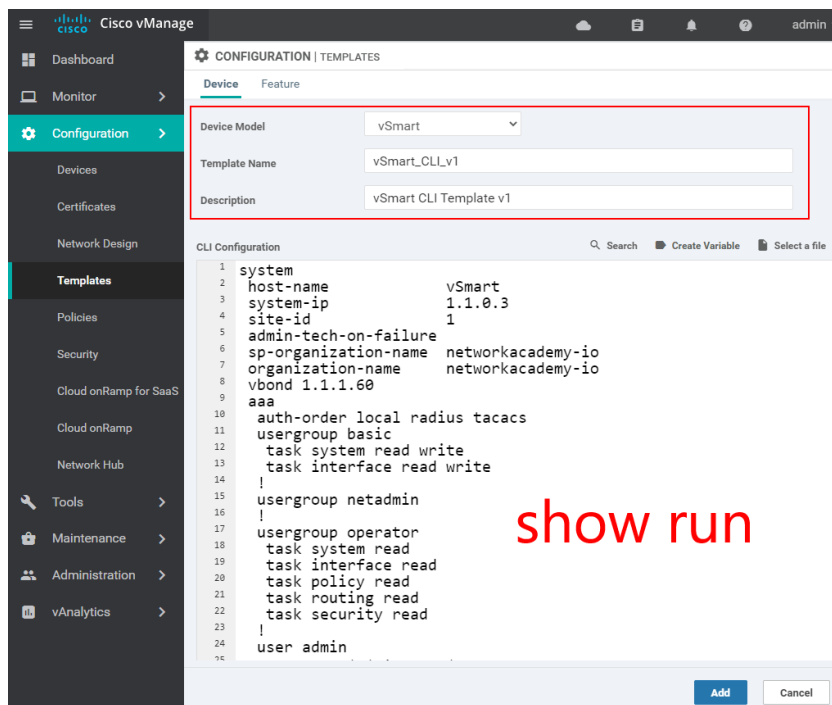 cisco Cisco vManage
admin
Dashboard
Monitor
Configuration
Devices
Certificates
Network Design
Templates
Policies
Security
Cloud onRamp for SaaS
Cloud onRamp
Network Hub
Tools
Maintenance
Administration
vAnalytics
CONFIGURATION | TEMPLATES
Device Feature
Device Model vSmart
Template Name vSmart_CLI_v1
Description vSmart CLI Template v1
CLI Configuration Search Create Variable Select a file
1 system
2 host-name vSmart
3 system-ip 1.1.0.3
4 site-id 1
5 admin-tech-on-failure
6 sp-organization-name networkacademy-io
7 organization-name networkacademy-io
8 vbond 1.1.1.60
9 aaa
10 auth-order local radius tacacs
11 usergroup basic
12 task system read write
13 task interface read write
14 !
15 usergroup netadmin
16 !
17 usergroup operator
18 task system read
19 task interface read
20 task policy read
21 task routing read
22 task security read
23 !
24 user admin
25
show run
Add Cancel